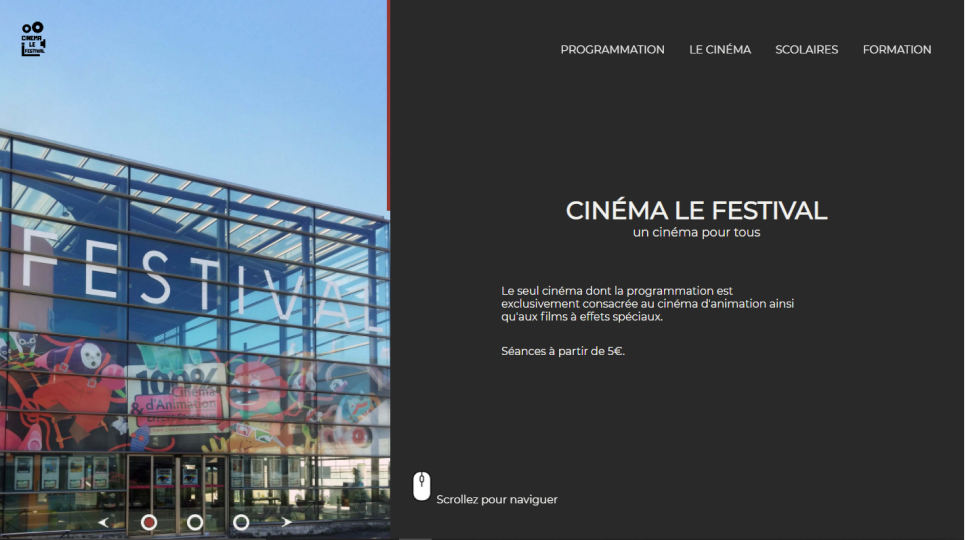 CINEMA
LE
FESTIVAL
PROGRAMMATION
LE CINÉMA
SCOLAIRES
FORMATION
FESTIVAL
100%
Cinéma
d'Animation
&
CINÉMA LE FESTIVAL
un cinéma pour tous
Le seul cinéma dont la programmation est
exclusivement consacrée au cinéma d'animation ainsi
qu'aux films à effets spéciaux.
Séances à partir de 5€.
Scrollez pour naviguer